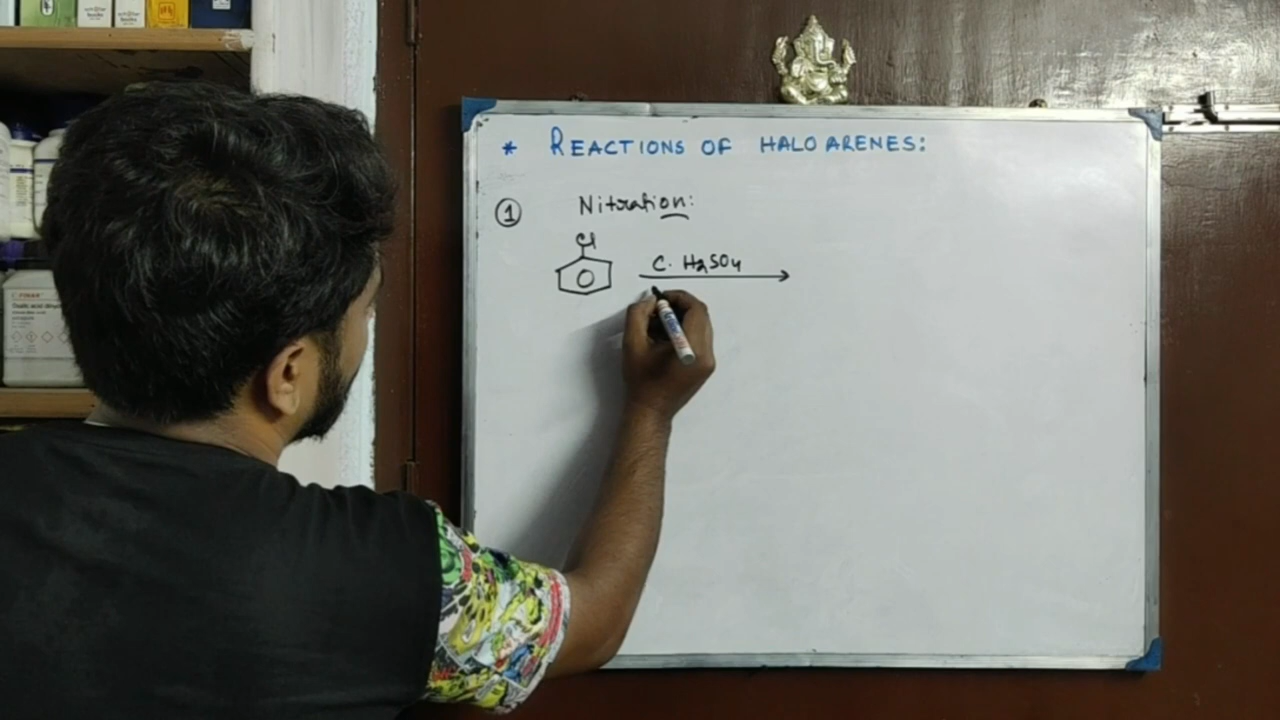 * REACTIONS OF HALO ARENES:
① Nitration:
Cl
C. H2SO4